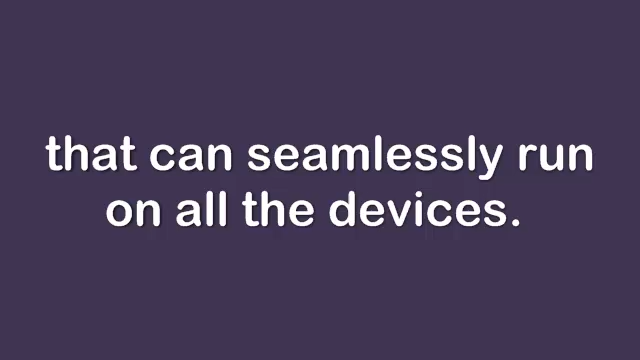 that can seamlessly run
on all the devices.